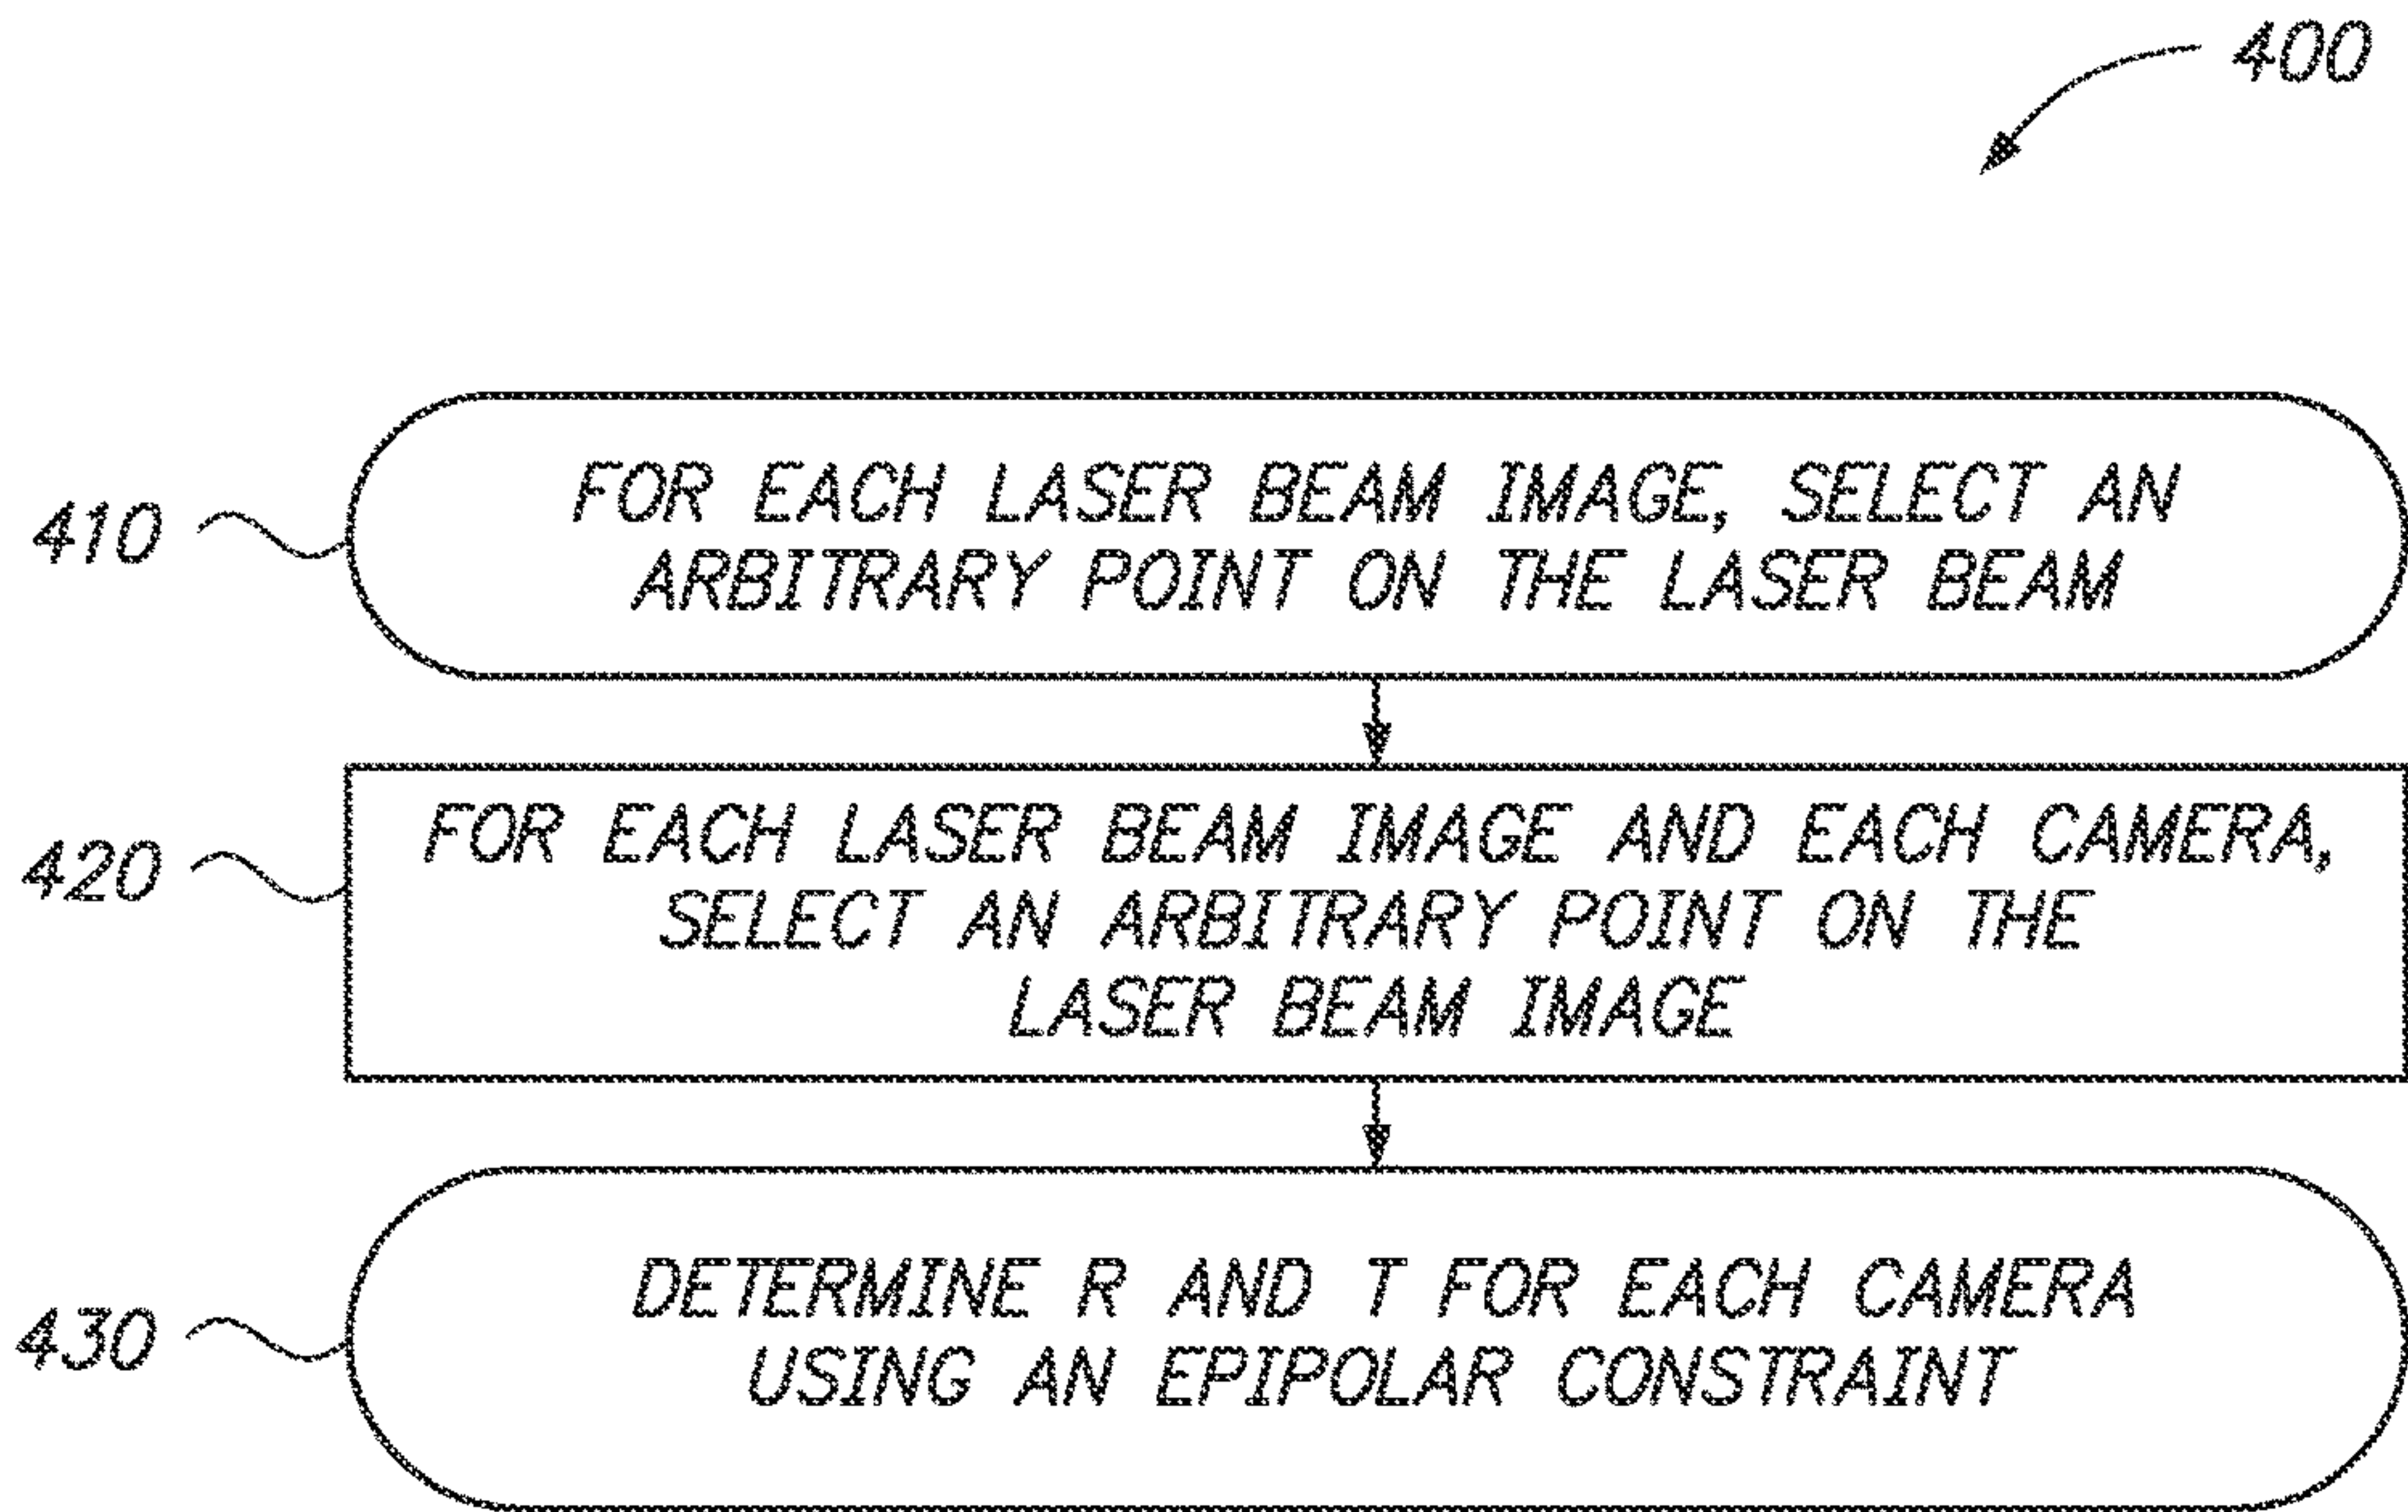 400
410
FOR EACH LASER BEAM IMAGE, SELECT AN
ARBITRARY POINT ON THE LASER BEAM
420
FOR EACH LASER BEAM IMAGE AND EACH CAMERA,
SELECT AN ARBITRARY POINT ON THE
LASER BEAM IMAGE
430
DETERMINE R AND T FOR EACH CAMERA
USING AN EPIPOLAR CONSTRAINT